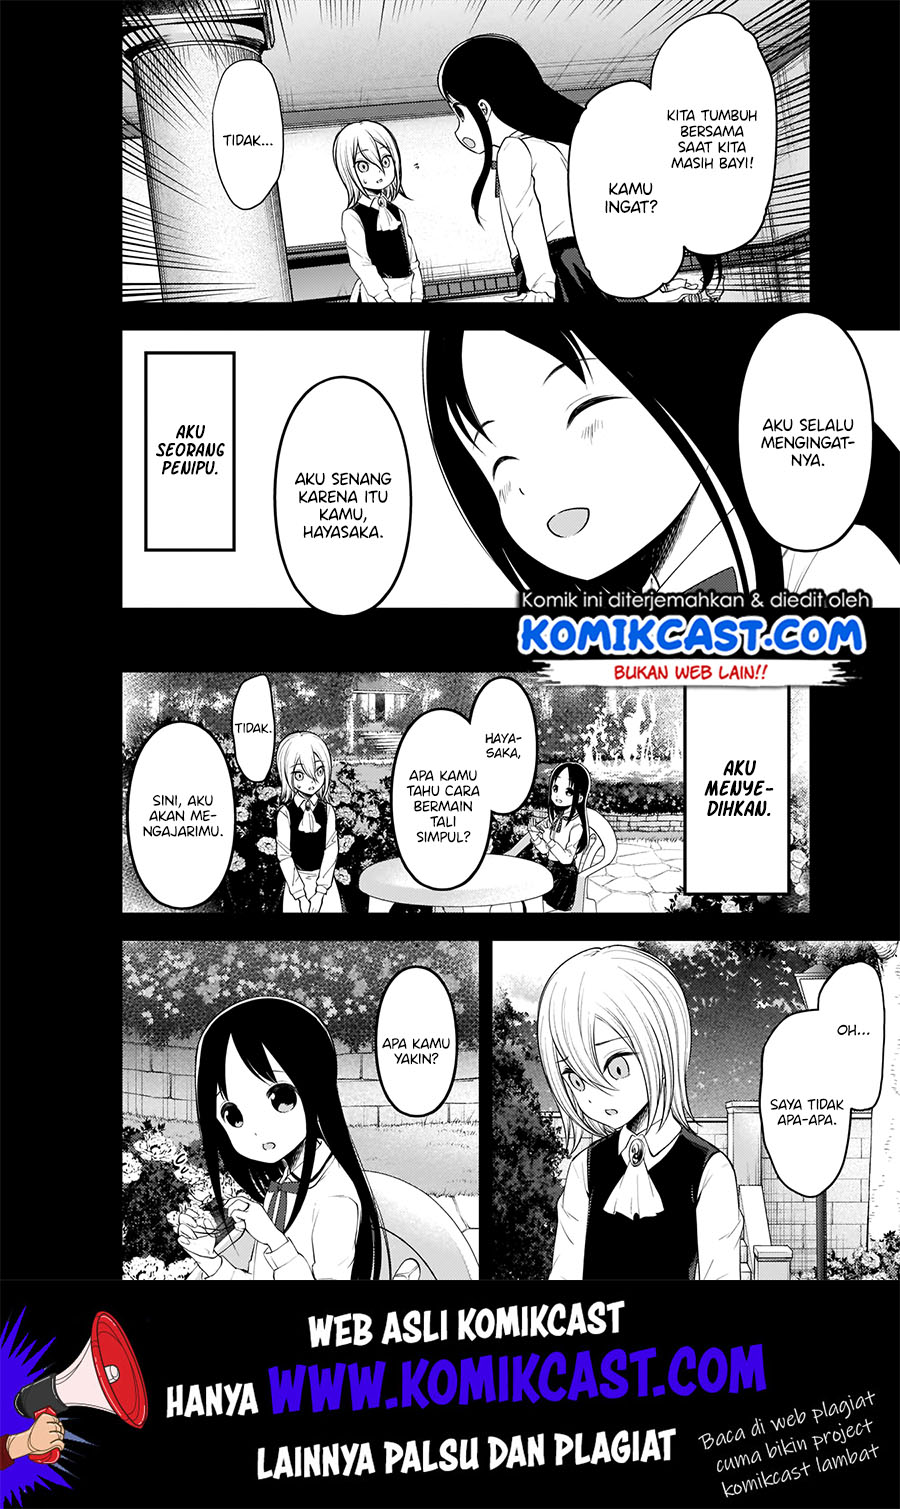 KITA TUMBUH
BERSAMA
SAAT KITA
MASIH BAYI!
KAMU
INGAT?
TIDAK...
AKU SELALU
MENGINGAT-
NYA.
AKU SENANG
KARENA ITU
KAMU,
HAYASAKA.
AKU
SEORANG
PENIPU.
Komik ini diterjemahkan & diedit oleh
KOMIKCAST.COM
BUKAN WEB LAIN!!
AKU
MENYE-
DIHKAN.
HAYA-
SAKA,
APA KAMU
TAHU CARA
BERMAIN
TALI
SIMPUL?
TIDAK.
SINI, AKU
AKAN ME-
NGAJARIMU.
OH...
SAYA TIDAK
APA-APA.
APA KAMU
YAKIN?
WEB ASLI KOMIKCAST
HANYA WWW.KOMIKCAST.COM
LAINNYA PALSU DAN PLAGIAT
Baca di web plagiat
cuma bikin project
komikcast lambat